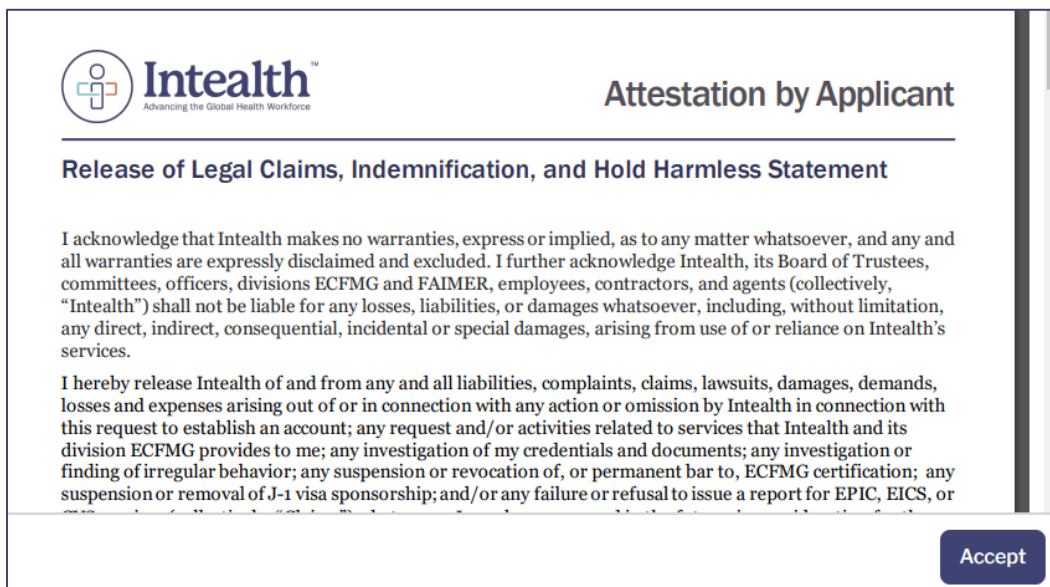 Intealth™
Advancing the Global Health Workforce
Attestation by Applicant
Release of Legal Claims, Indemnification, and Hold Harmless Statement
I acknowledge that Intealth makes no warranties, express or implied, as to any matter whatsoever, and any and
all warranties are expressly disclaimed and excluded. I further acknowledge Intealth, its Board of Trustees,
committees, officers, divisions ECFMG and FAIMER, employees, contractors, and agents (collectively,
“Intealth”) shall not be liable for any losses, liabilities, or damages whatsoever, including, without limitation,
any direct, indirect, consequential, incidental or special damages, arising from use of or reliance on Intealth’s
services.
I hereby release Intealth of and from any and all liabilities, complaints, claims, lawsuits, damages, demands,
losses and expenses arising out of or in connection with any action or omission by Intealth in connection with
this request to establish an account; any request and/or activities related to services that Intealth and its
division ECFMG provides to me; any investigation of my credentials and documents; any investigation or
finding of irregular behavior; any suspension or revocation of, or permanent bar to, ECFMG certification; any
suspension or removal of J-1 visa sponsorship; and/or any failure or refusal to issue a report for EPIC, EICS, or
Accept